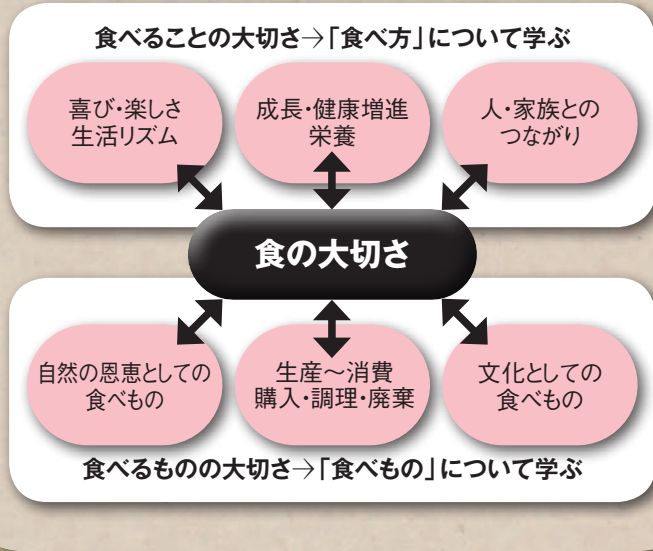 食べることの大切さ→「食べ方」について学ぶ
喜び・楽しさ
生活リズム
成長・健康増進
栄養
人・家族との
つながり
食の大切さ
自然の恩恵としての
食べもの
生産～消費
購入・調理・廃棄
文化としての
食べもの
食べるものの大切さ→「食べもの」について学ぶ